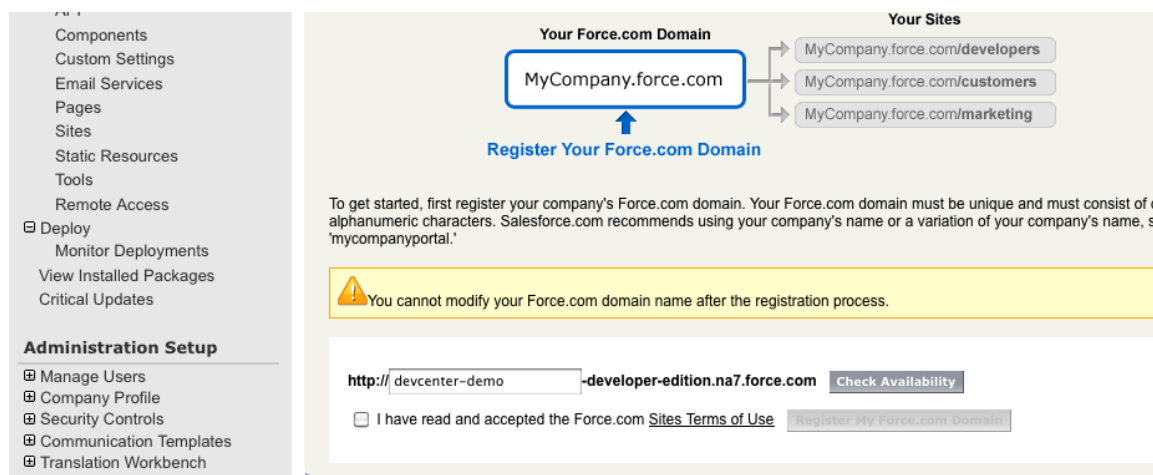 Components
Custom Settings
Email Services
Pages
Sites
Static Resources
Tools
Remote Access
Deploy
Monitor Deployments
View Installed Packages
Critical Updates
Administration Setup
Manage Users
Company Profile
Security Controls
Communication Templates
Translation Workbench
Your Force.com Domain
MyCompany.force.com
Register Your Force.com Domain
Your Sites
MyCompany.force.com/developers
MyCompany.force.com/customers
MyCompany.force.com/marketing
To get started, first register your company's Force.com domain. Your Force.com domain must be unique and must consist of
alphanumeric characters. Salesforce.com recommends using your company's name or a variation of your company's name,
'mycompanyportal.'
You cannot modify your Force.com domain name after the registration process.
http:// devcenter-demo -developer-edition.na7.force.com Check Availability
I have read and accepted the Force.com Sites Terms of Use Register My Force.com Domain